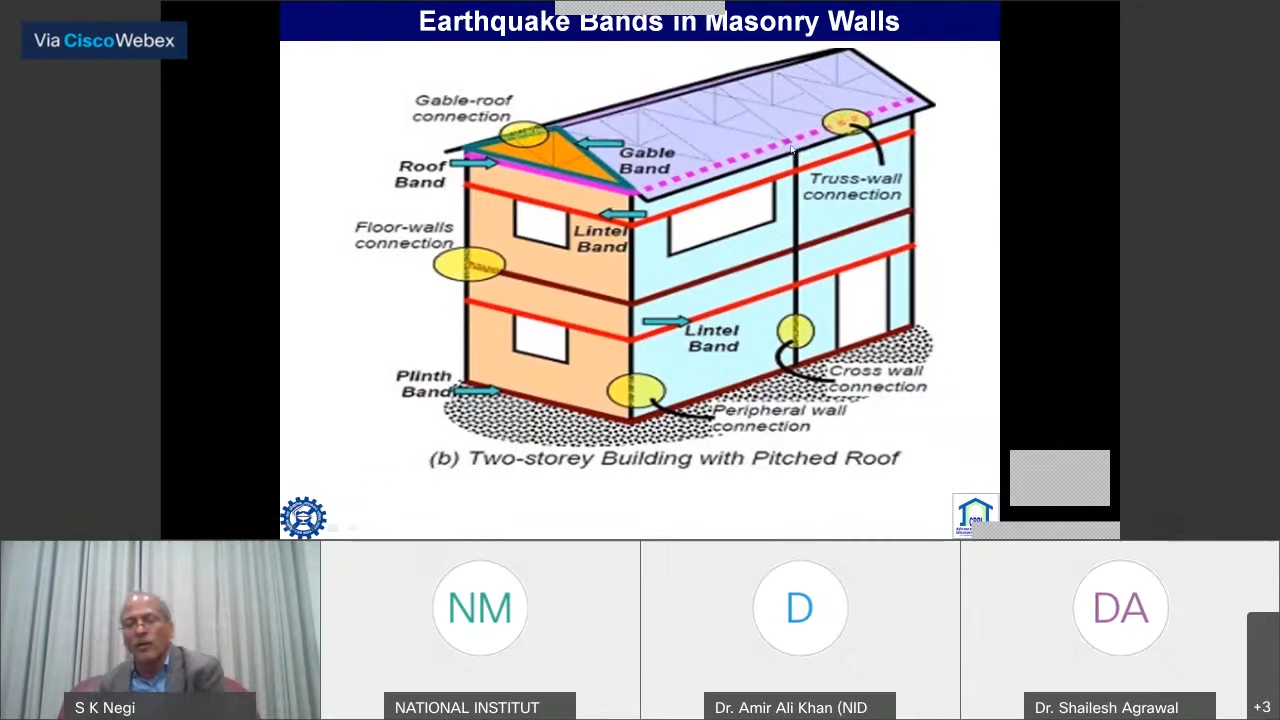 Via CiscoWebex
Earthquake Bands in Masonry Walls
Gable-roof
connection
Roof
Band
Gable
Band
Truss-wall
connection
Floor-walls
connection
Lintel
Band
Lintel
Band
Plinth
Band
Cross wall
connection
Peripheral wall
connection
(b) Two-storey Building with Pitched Roof
NM
D
DA
S K Negi
NATIONAL INSTITUT
Dr. Amir Ali Khan (NID
Dr. Shailesh Agrawal
+3